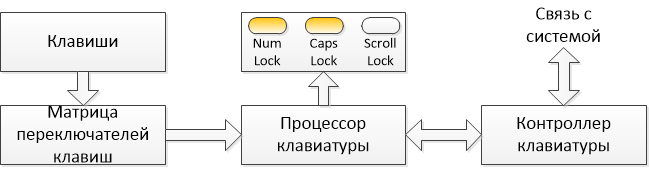 Клавиши
Num
Lock
Caps
Lock
Scroll
Lock
Связь с
системой
Матрица
переключателей
клавиш
Процессор
клавиатуры
Контроллер
клавиатуры